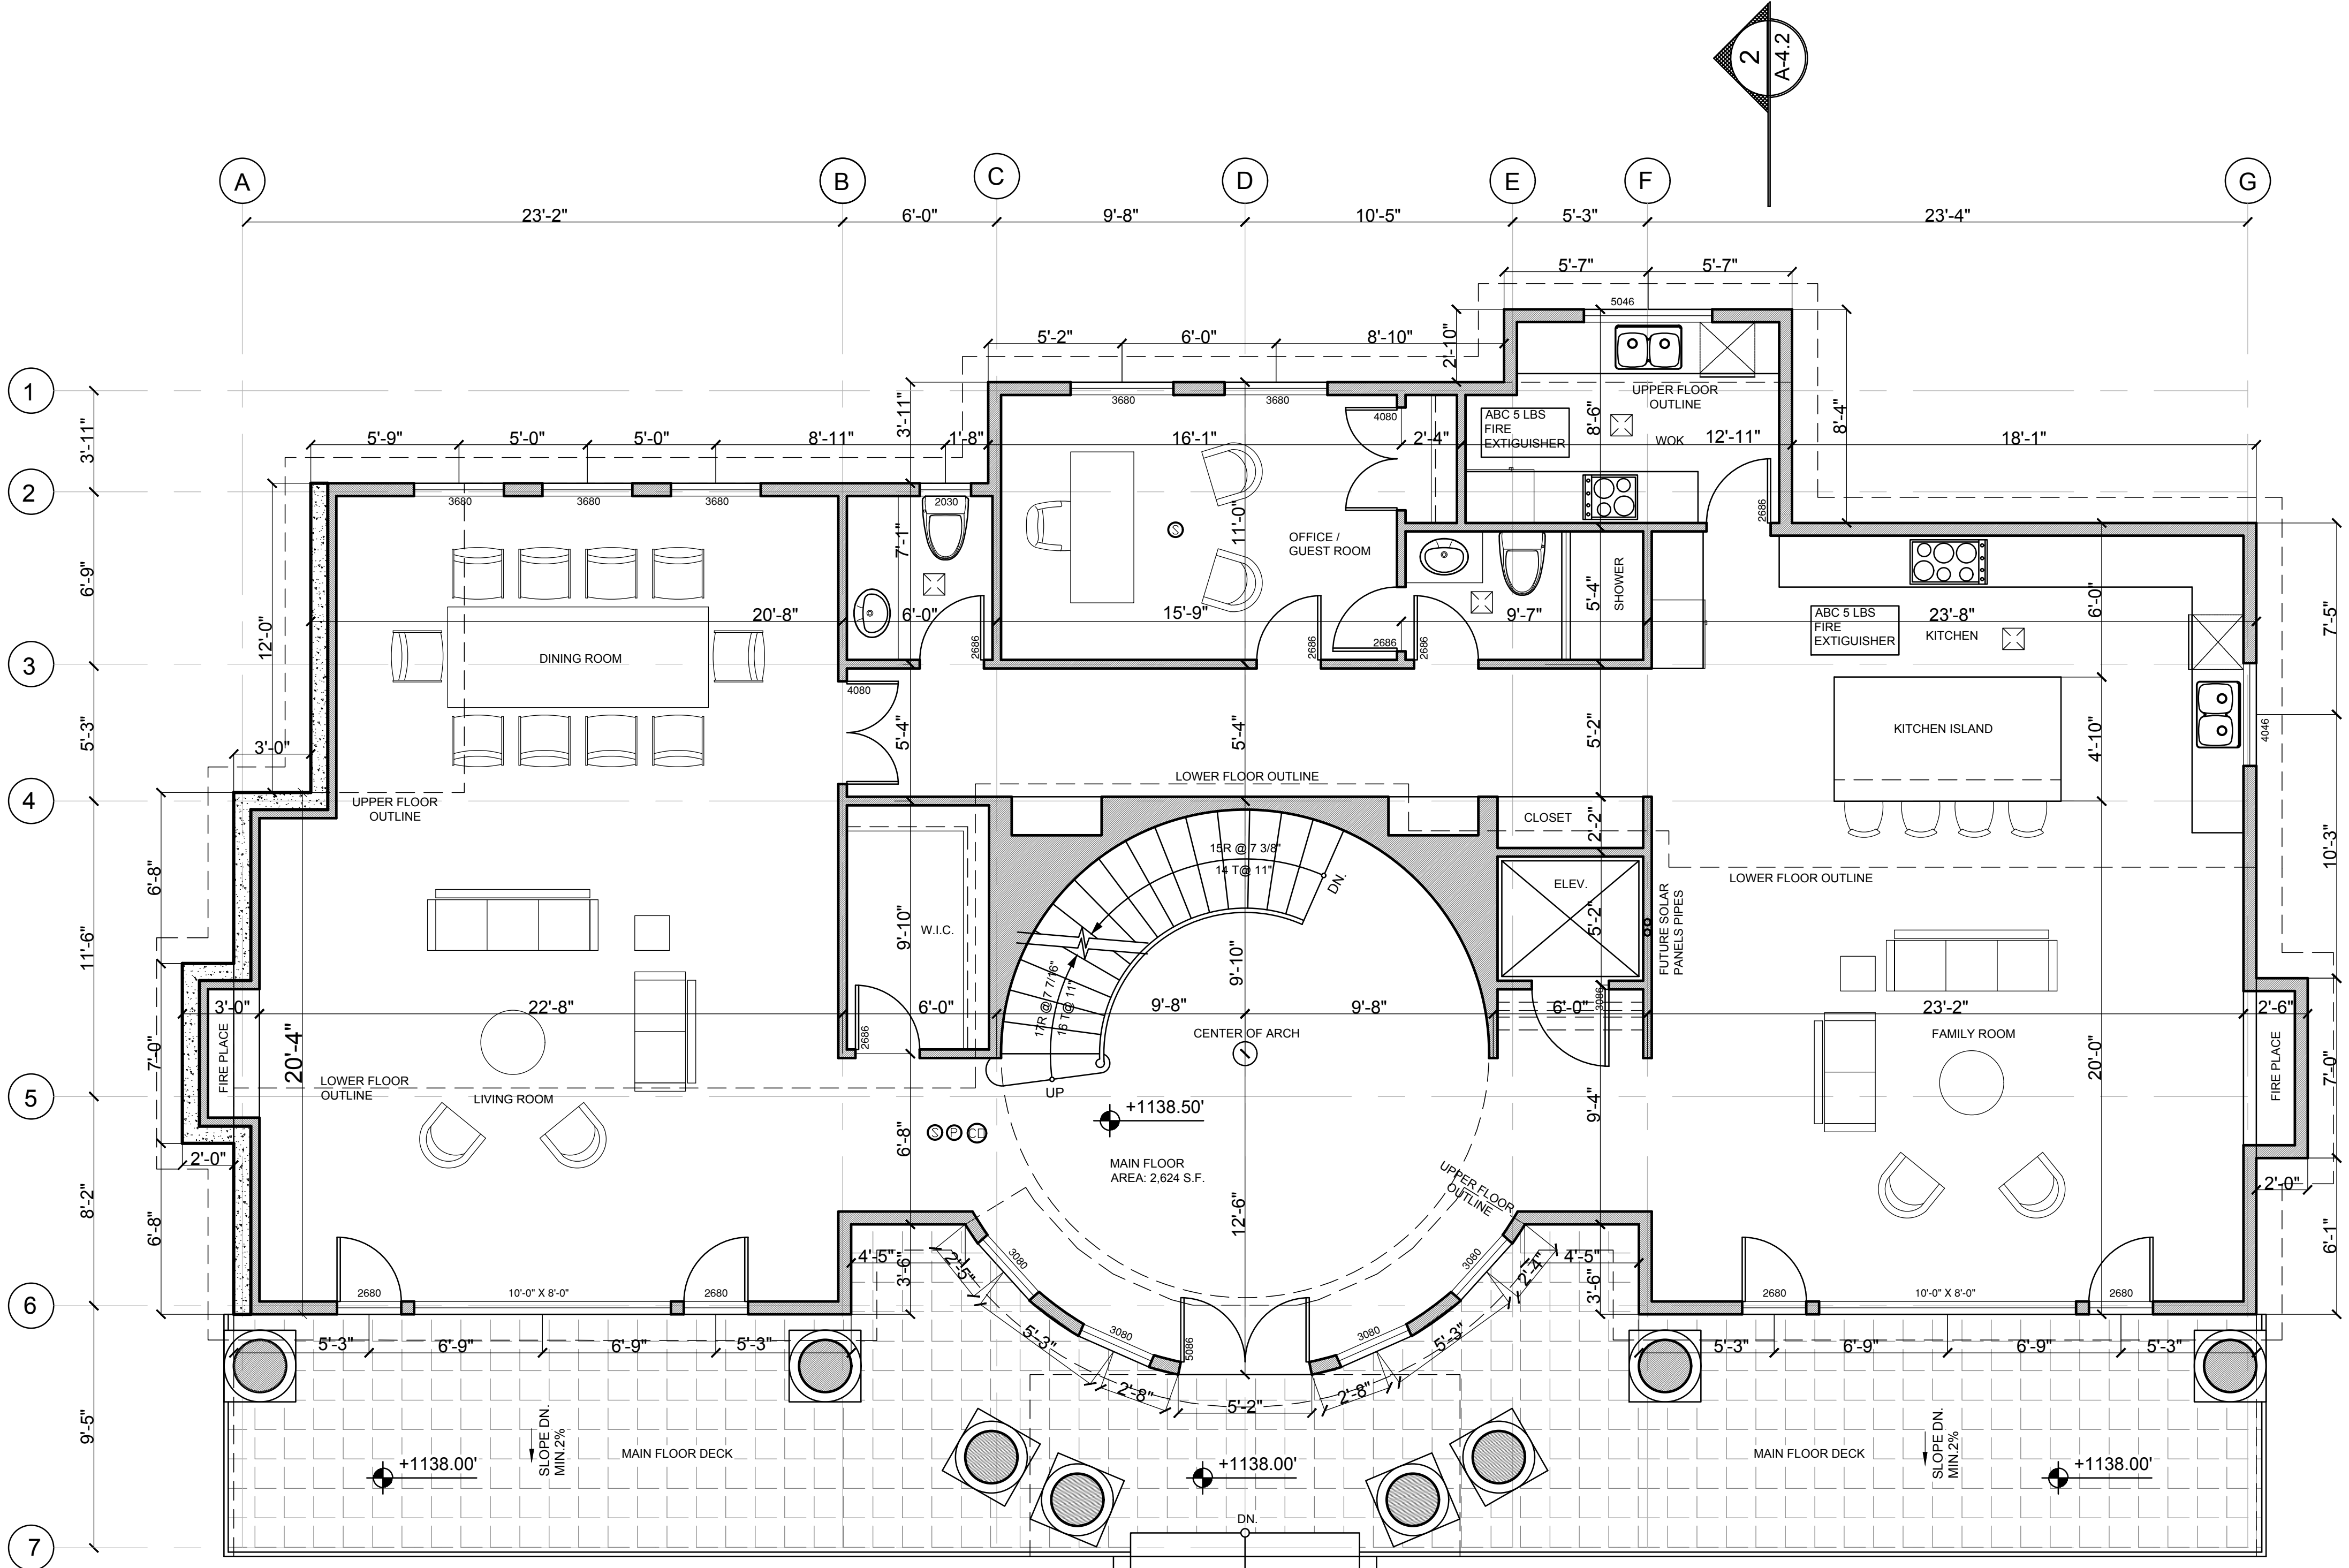 2
A-4.2
A
B
C
D
E
F
G
23'-2"
6'-0"
9'-8"
10'-5"
5'-3"
23'-4"
5'-7"
5'-7"
5046
5'-2"
6'-0"
8'-10"
2'-10"
1
3680
3680
4080
UPPER FLOOR
OUTLINE
ABC 5 LBS
FIRE
EXTIGUISHER
8'-6"
WOK
12'-11"
8'-4"
3'-11"
3'-11"
5'-9"
5'-0"
5'-0"
8'-11"
1'-8"
16'-1"
2'-4"
18'-1"
2
3680
3680
3680
2030
2686
7'-1"
11'-0"
OFFICE /
GUEST ROOM
S
6'-9"
12'-0"
20'-8"
6'-0"
15'-9"
9'-7"
5'-4"
SHOWER
23'-8"
6'-0"
7'-5"
ABC 5 LBS
FIRE
EXTIGUISHER
KITCHEN
2686
2686
2686
2686
3
DINING ROOM
4080
5'-3"
3'-0"
5'-4"
5'-4"
5'-2"
KITCHEN ISLAND
4'-10"
4046
LOWER FLOOR OUTLINE
4
UPPER FLOOR
OUTLINE
CLOSET
2'-2"
15R @ 7 3/8"
14 T@ 11"
DN.
ELEV.
5'-2"
FUTURE SOLAR
PANELS PIPES
LOWER FLOOR OUTLINE
10'-3"
6'-8"
11'-6"
W.I.C.
9'-10"
9'-10"
17R @ 7 7/16"
16 T@ 11"
3'-0"
22'-8"
6'-0"
9'-8"
9'-8"
6'-0"
3086
23'-2"
2'-6"
CENTER OF ARCH
FAMILY ROOM
FIRE PLACE
7'-0"
20'-4"
2686
20'-0"
FIRE PLACE
7'-0"
LOWER FLOOR
OUTLINE
LIVING ROOM
UP
5
+1138.50'
9'-4"
S
P
CD
6'-8"
MAIN FLOOR
AREA: 2,624 S.F.
UPPER FLOOR
OUTLINE
2'-0"
2'-0"
8'-2"
6'-8"
12'-6"
6'-1"
4'-5"
3'-6"
2'-5"
3080
3080
2'-4"
4'-5"
3'-6"
6
2680
10'-0" X 8'-0"
2680
2680
10'-0" X 8'-0"
2680
5'-3"
6'-9"
6'-9"
5'-3"
5'-3"
3080
5086
3080
5'-3"
5'-3"
6'-9"
6'-9"
5'-3"
2'-8"
5'-2"
2'-8"
9'-5"
SLOPE DN.
MIN.2%
MAIN FLOOR DECK
+1138.00'
+1138.00'
MAIN FLOOR DECK
SLOPE DN.
MIN.2%
+1138.00'
DN.
7